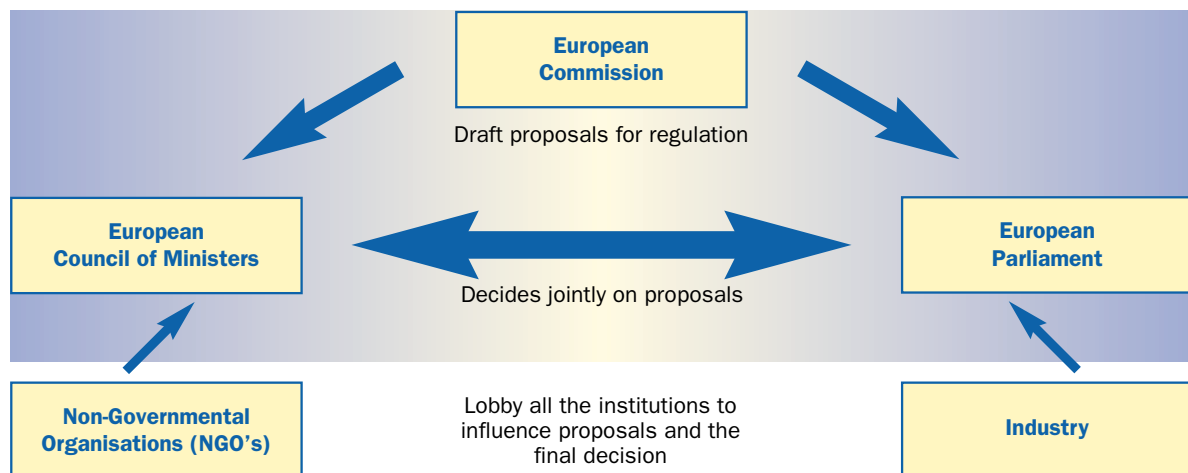 European
Commission
Draft proposals for regulation
European
Council of Ministers
European
Parliament
Decides jointly on proposals
Non-Governmental
Organisations (NGO's)
Lobby all the institutions to
influence proposals and the
final decision
Industry